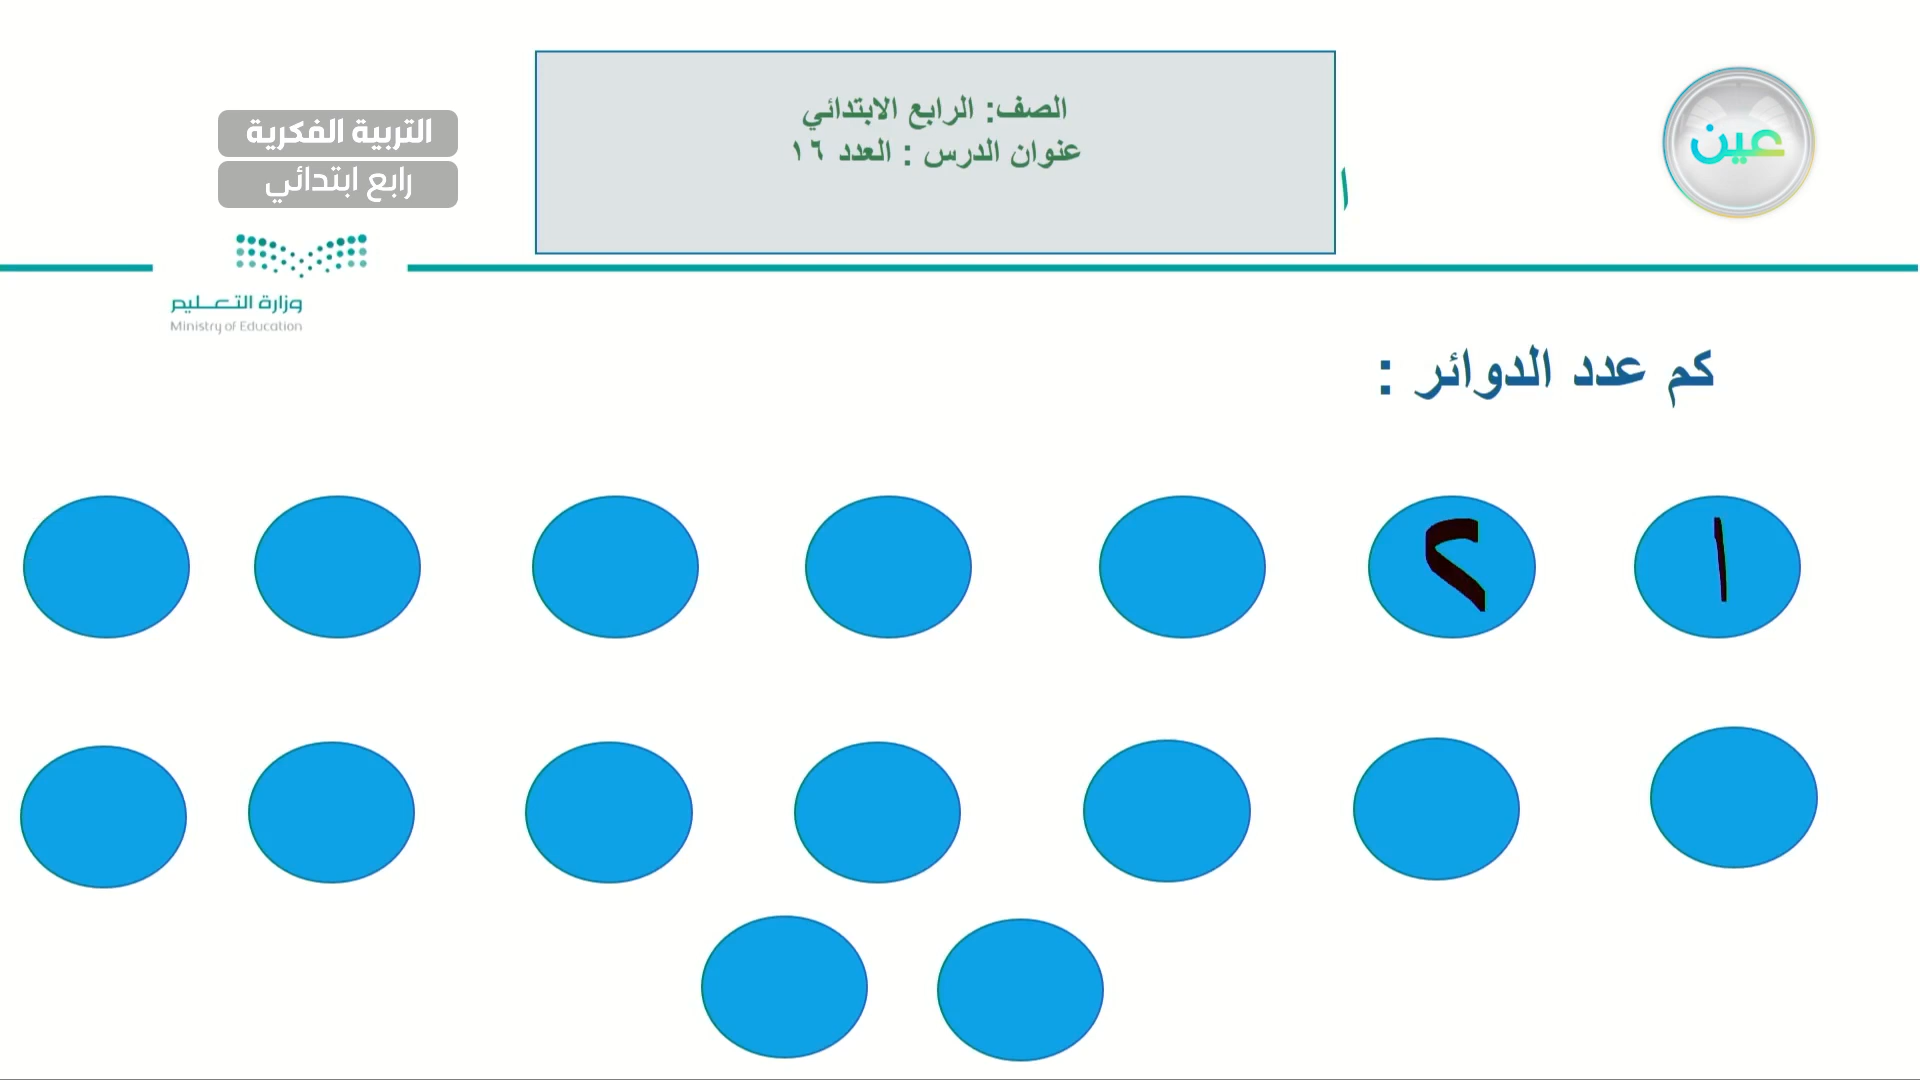 الصف: الرابع الابتدائي
عنوان الدرس : العدد ١٦
عين
التربية الفكرية
رابع ابتدائي
وزارة التعليم
Ministry of Education
كم عدد الدوائر :
١
٢